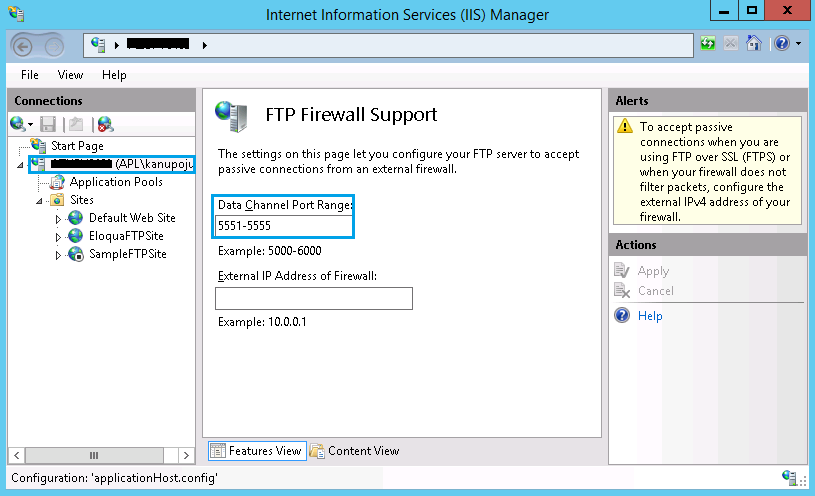 Internet Information Services (IIS) Manager
File View Help
Connections
Start Page
(APL\kanupoju
Application Pools
Sites
Default Web Site
EloquaFTPSite
SampleFTPSite
FTP Firewall Support
The settings on this page let you configure your FTP server to accept
passive connections from an external firewall.
Data Channel Port Range:
5551-5555
Example: 5000-6000
External IP Address of Firewall:
Example: 10.0.0.1
Features View
Content View
Alerts
To accept passive
connections when you are
using FTP over SSL (FTPS) or
when your firewall does not
filter packets, configure the
external IPv4 address of your
firewall.
Actions
Apply
Cancel
Help
Configuration: 'applicationHost.config'